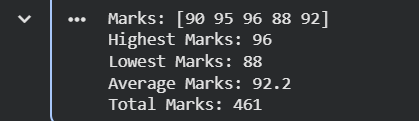 Marks: [90 95 96 88 92]
Highest Marks: 96
Lowest Marks: 88
Average Marks: 92.2
Total Marks: 461